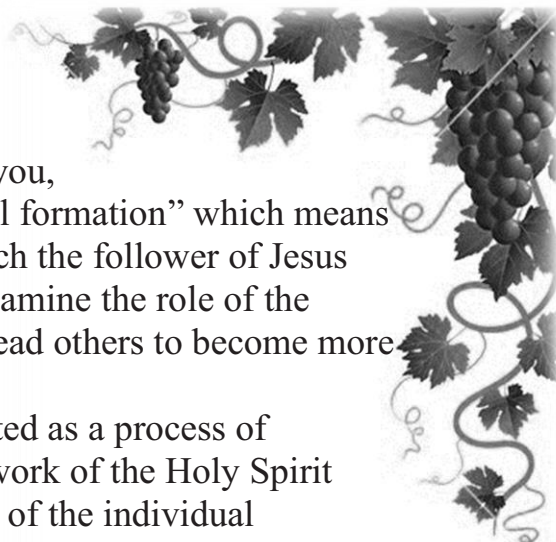 you,
l formation” which means
ch the follower of Jesus
amine the role of the
ead others to become more
ted as a process of
work of the Holy Spirit
of the individual